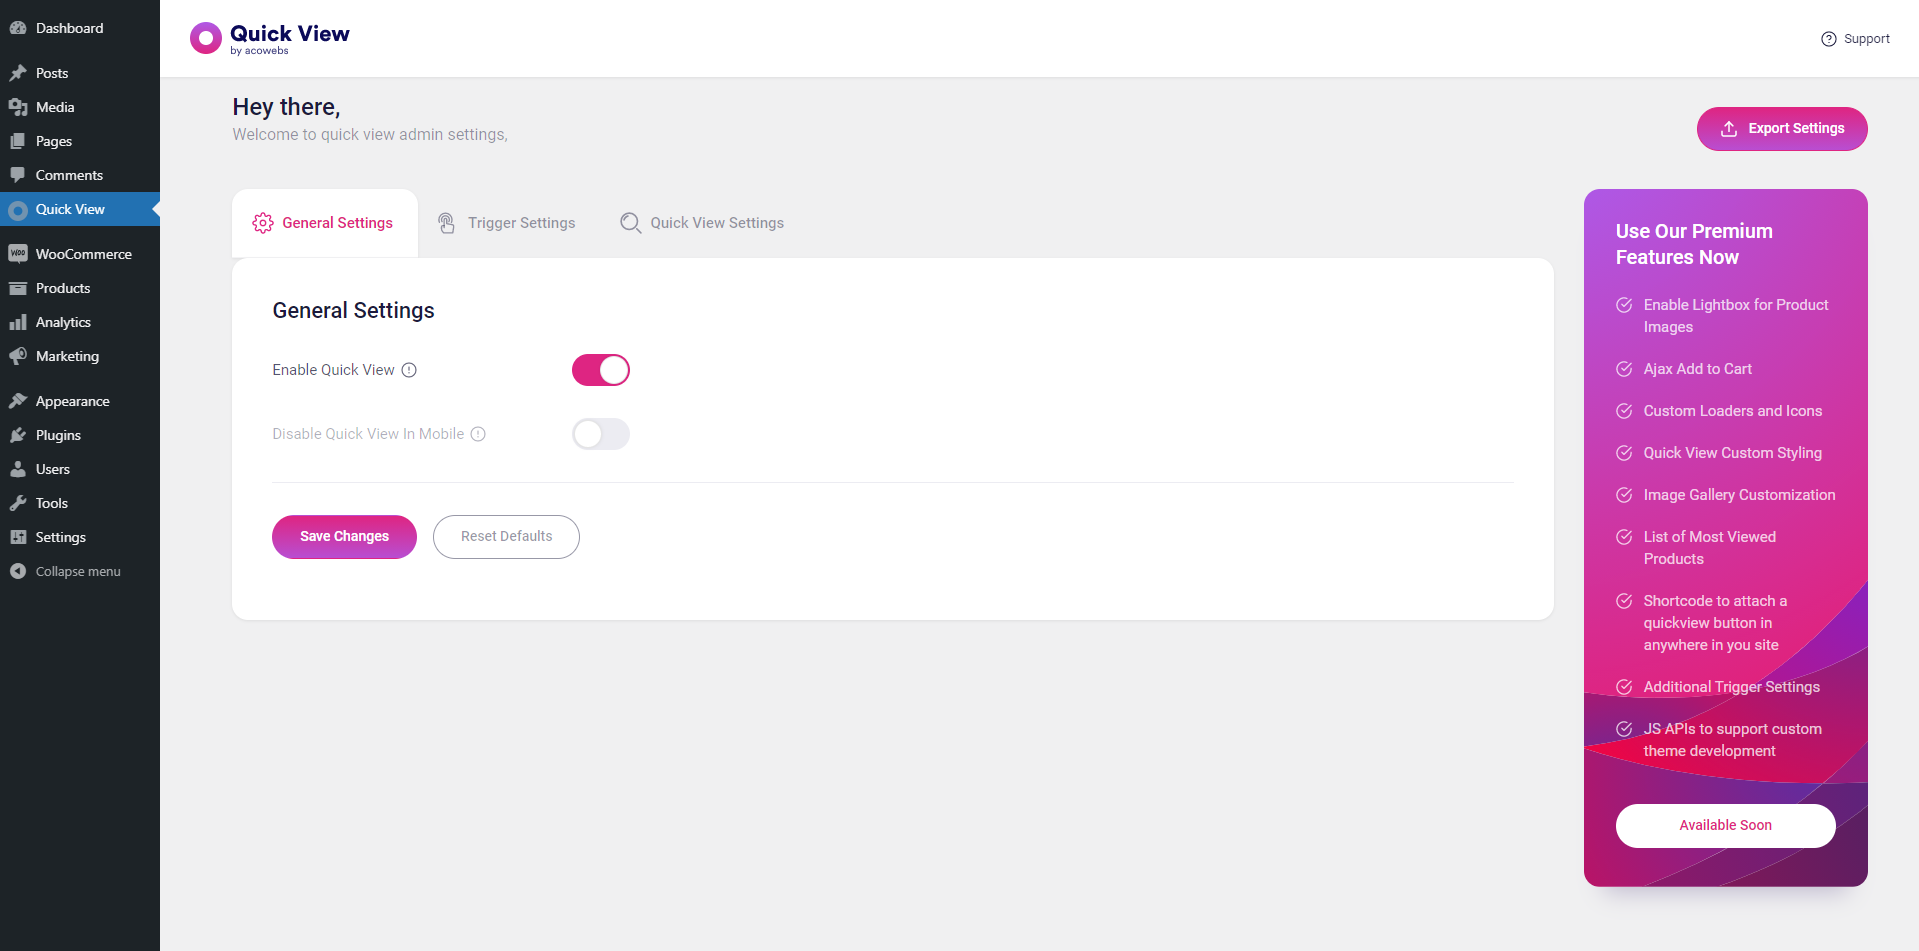 Dashboard
Posts
Media
Pages
Comments
Quick View
WooCommerce
Products
Analytics
Marketing
Appearance
Plugins
Users
Tools
Settings
Collapse menu
Quick View
by acowebs
Support
Hey there,
Welcome to quick view admin settings,
Export Settings
General Settings
Trigger Settings
Quick View Settings
General Settings
Enable Quick View
Disable Quick View In Mobile
Save Changes
Reset Defaults
Use Our Premium
Features Now
Enable Lightbox for Product
Images
Ajax Add to Cart
Custom Loaders and Icons
Quick View Custom Styling
Image Gallery Customization
List of Most Viewed
Products
Shortcode to attach a
quickview button in
anywhere in you site
Additional Trigger Settings
JS APIs to support custom
theme development
Available Soon